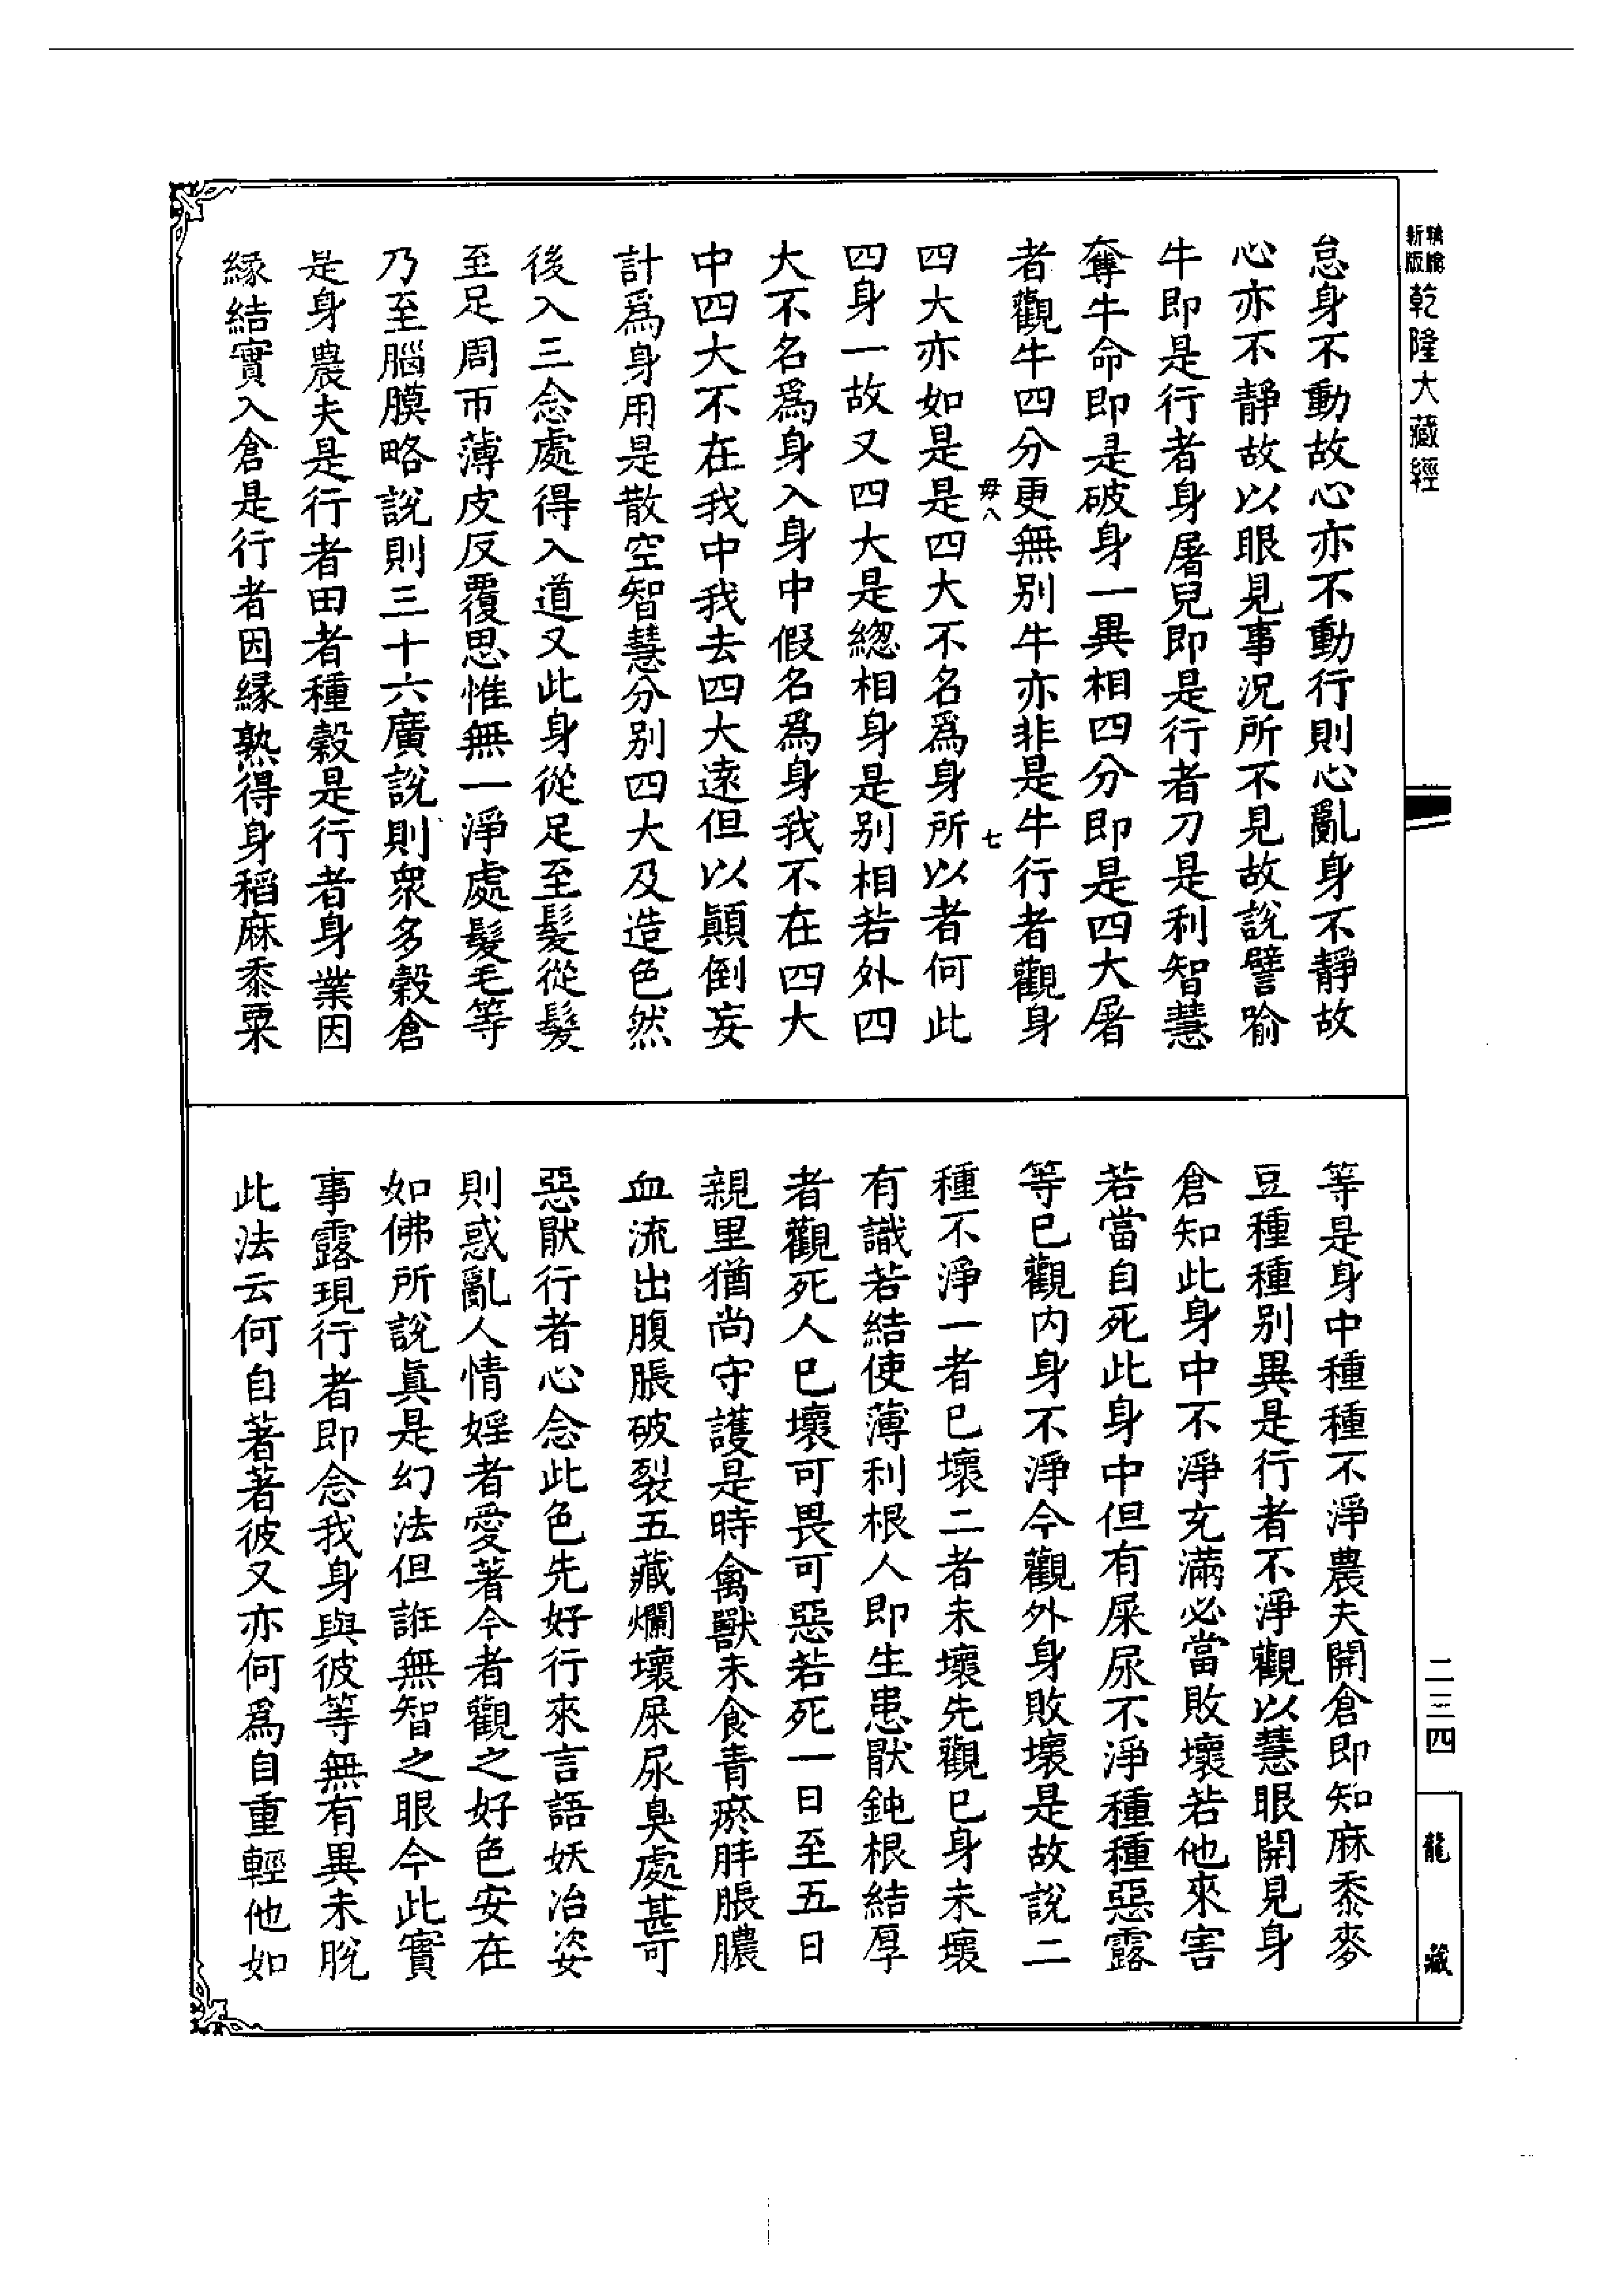 新版
乾隆大藏經
怠身不動故心亦不動行則心亂身不靜故
心亦不靜故以眼見事況所不見故說譬喻
牛即是行者身屠兒即是行者刀是利智慧
奪牛命即是破身一異相四分即是四大屠
者觀牛四分更無別牛亦非是牛行者觀身
毋八 七
四大亦如是是四大不名爲身所以者何此
四身一故又四大是緫相身是別相若外四
大不名爲身入身中假名爲身我不在四大
中四大不在我中我去四大遠但以顚倒妄
計爲身用是散空智慧分別四大及造色然
後入三念處得入道又此身從足至髮從髮
至足周帀薄皮反覆思惟無一淨處髮毛等
乃至腦膜略說則三十六廣說則衆多穀倉
是身農夫是行者田者種穀是行者身業因
緣結實入倉是行者因緣熟得身稻麻黍粟
等是身中種種不淨農夫開倉即知麻黍麥
豆種種別異是行者不淨觀以慧眼開見身
倉知此身中不淨充滿必當敗壞若他來害
若當自死此身中但有屎尿不淨種種惡露
等已觀內身不淨今觀外身敗壞是故說二
種不淨一者已壞二者未壞先觀已身未壞
有識若結使薄利根人即生患厭鈍根結厚
者觀死人已壞可畏可惡若死一日至五日
親里猶尚守護是時禽獸未食青瘀胮脹膿
血流出腹脹破裂五藏爛壞屎尿臭處甚可
惡厭行者心念此色先好行來言語妖冶姿
則惑亂人情婬者愛著今者觀之好色安在
如佛所說眞是幻法但誑無智之眼今此實
事露現行者即念我身與彼等無有異未脫
此法云何自著著彼又亦何爲自重輕他如
二三四
龍藏